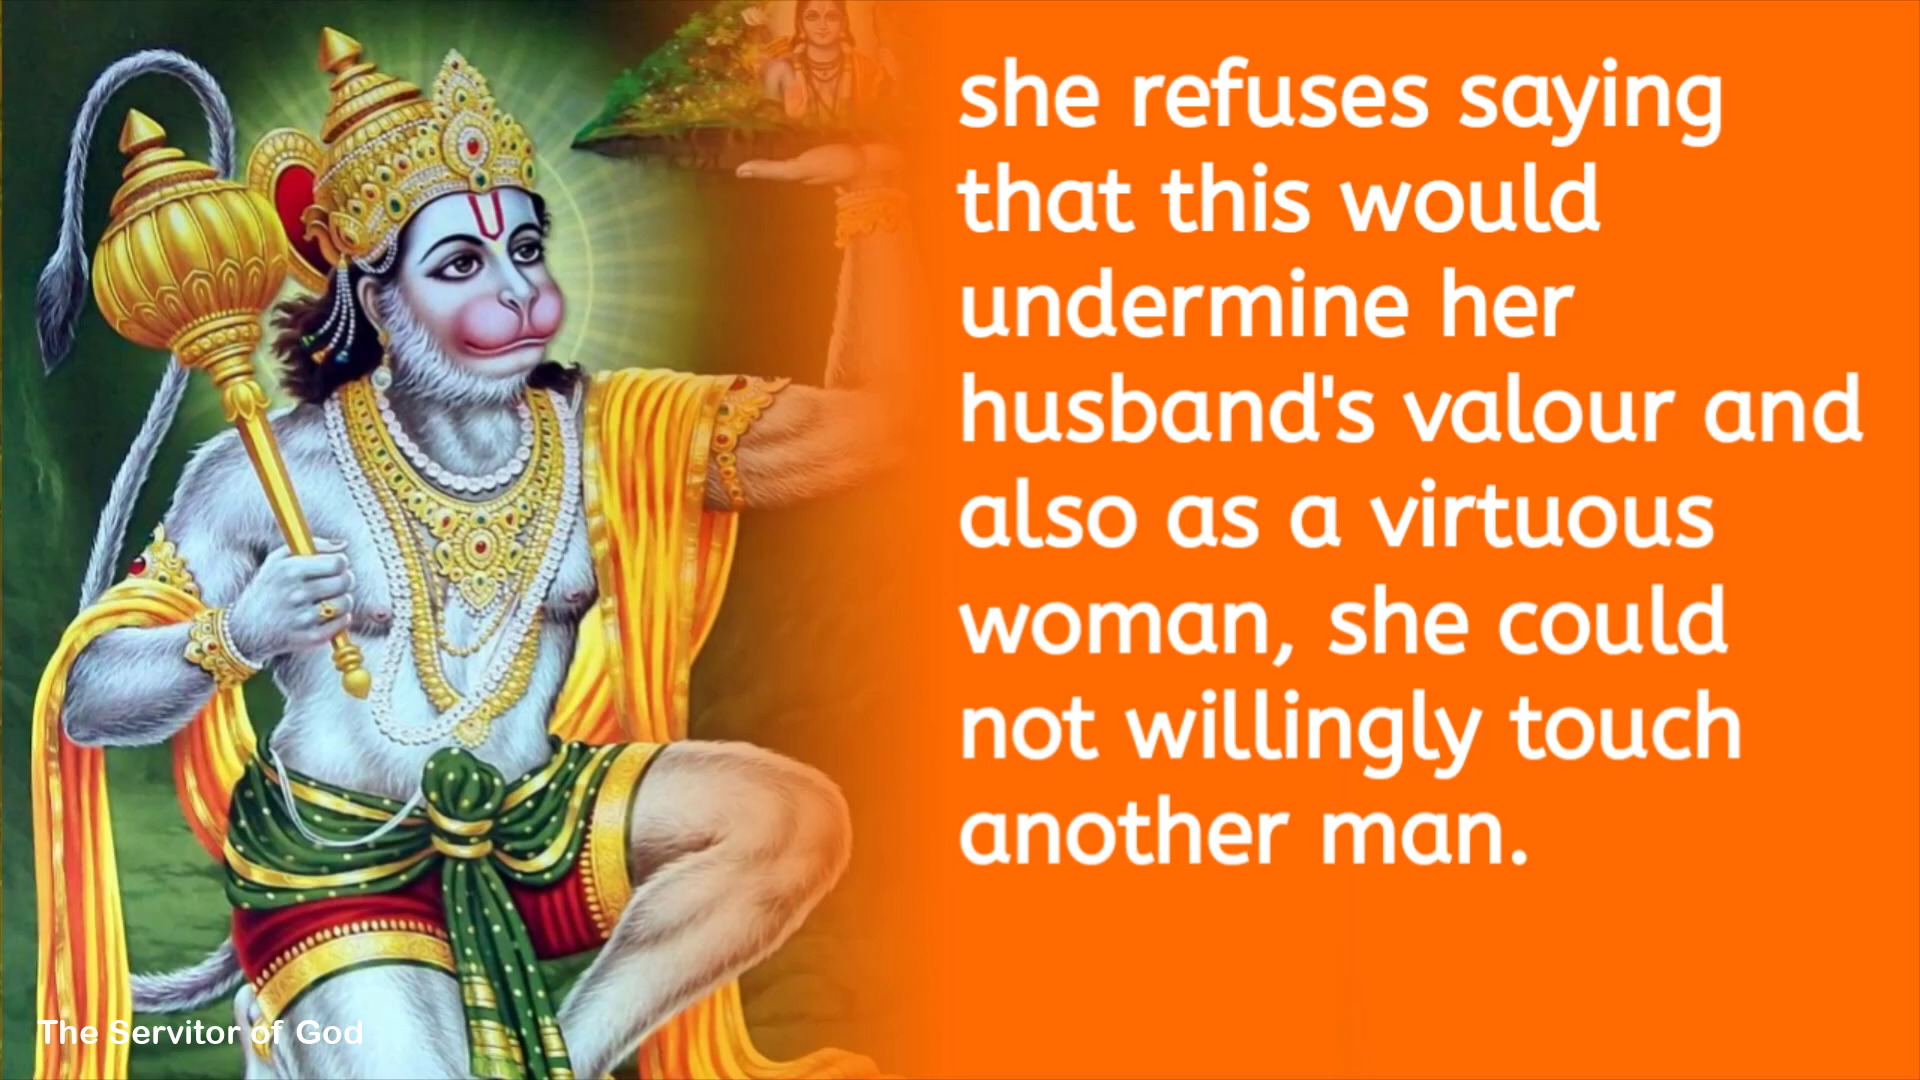 she refuses saying
that this would
undermine her
husband's valour and
also as a virtuous
woman, she could
not willingly touch
another man.
The Servitor of God